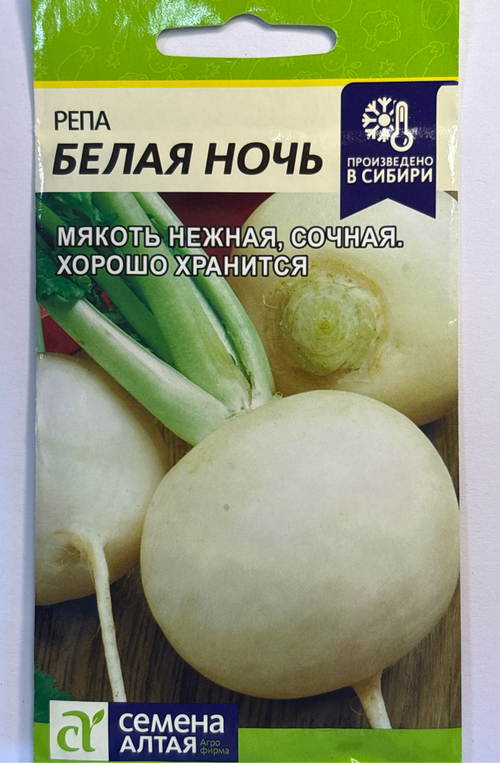 РЕПА
БЕЛАЯ НОЧЬ
ПРОИЗВЕДЕНО
В СИБИРИ
МЯКОТЬ НЕЖНАЯ, СОЧНАЯ.
ХОРОШО ХРАНИТСЯ
семена
АЛТАЯ
Агро
фирма